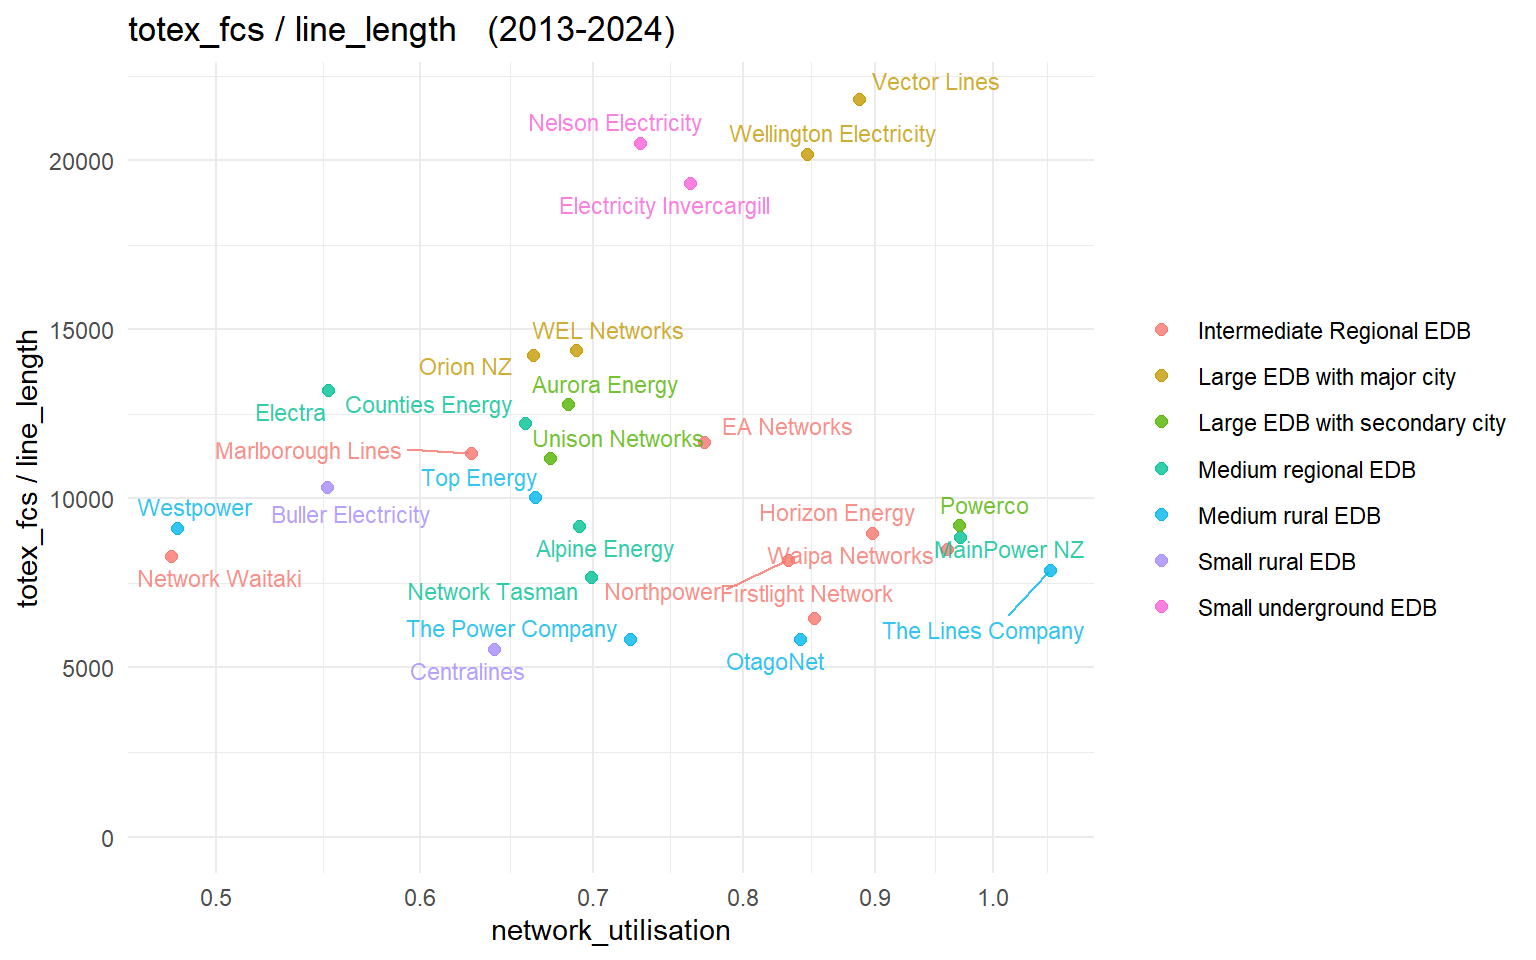 totex_fcs / line_length (2013-2024)
totex_fcs / line_length
20000
15000
10000
5000
0
Vector Lines
Nelson Electricity
Wellington Electricity
Electricity Invercargill
WEL Networks
Orion NZ
Aurora Energy
Electra
Counties Energy
EA Networks
Unison Networks
Marlborough Lines
Top Energy
Westpower
Buller Electricity
Powerco
Horizon Energy
Alpine Energy
Waipa Networks
MainPower NZ
Network Waitaki
Network Tasman
Northpower
Firstlight Network
The Power Company
The Lines Company
OtagoNet
Centralines
0.5
0.6
0.7
0.8
0.9
1.0
network_utilisation
Intermediate Regional EDB
Large EDB with major city
Large EDB with secondary city
Medium regional EDB
Medium rural EDB
Small rural EDB
Small underground EDB